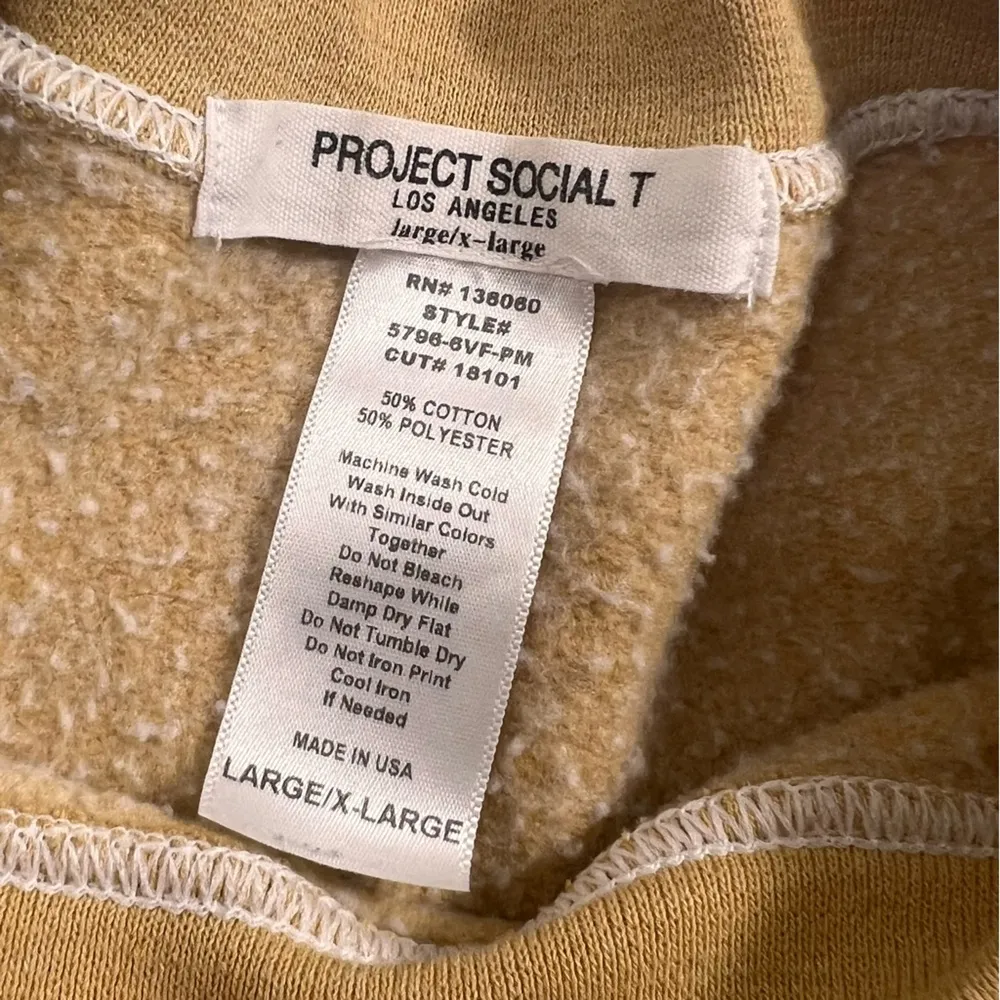 PROJECT SOCIAL T
LOS ANGELES
large/x-large
RN# 136060
STYLE#
5796-6VF-PM
CUT# 18101
50% COTTON
50% POLYESTER
Machine Wash Cold
Wash Inside Out
With Similar Colors
Together
Do Not Bleach
Reshape While
Damp Dry Flat
Do Not Tumble Dry
Do Not Iron Print
Cool Iron
If Needed
MADE IN USA
LARGE/X-LARGE